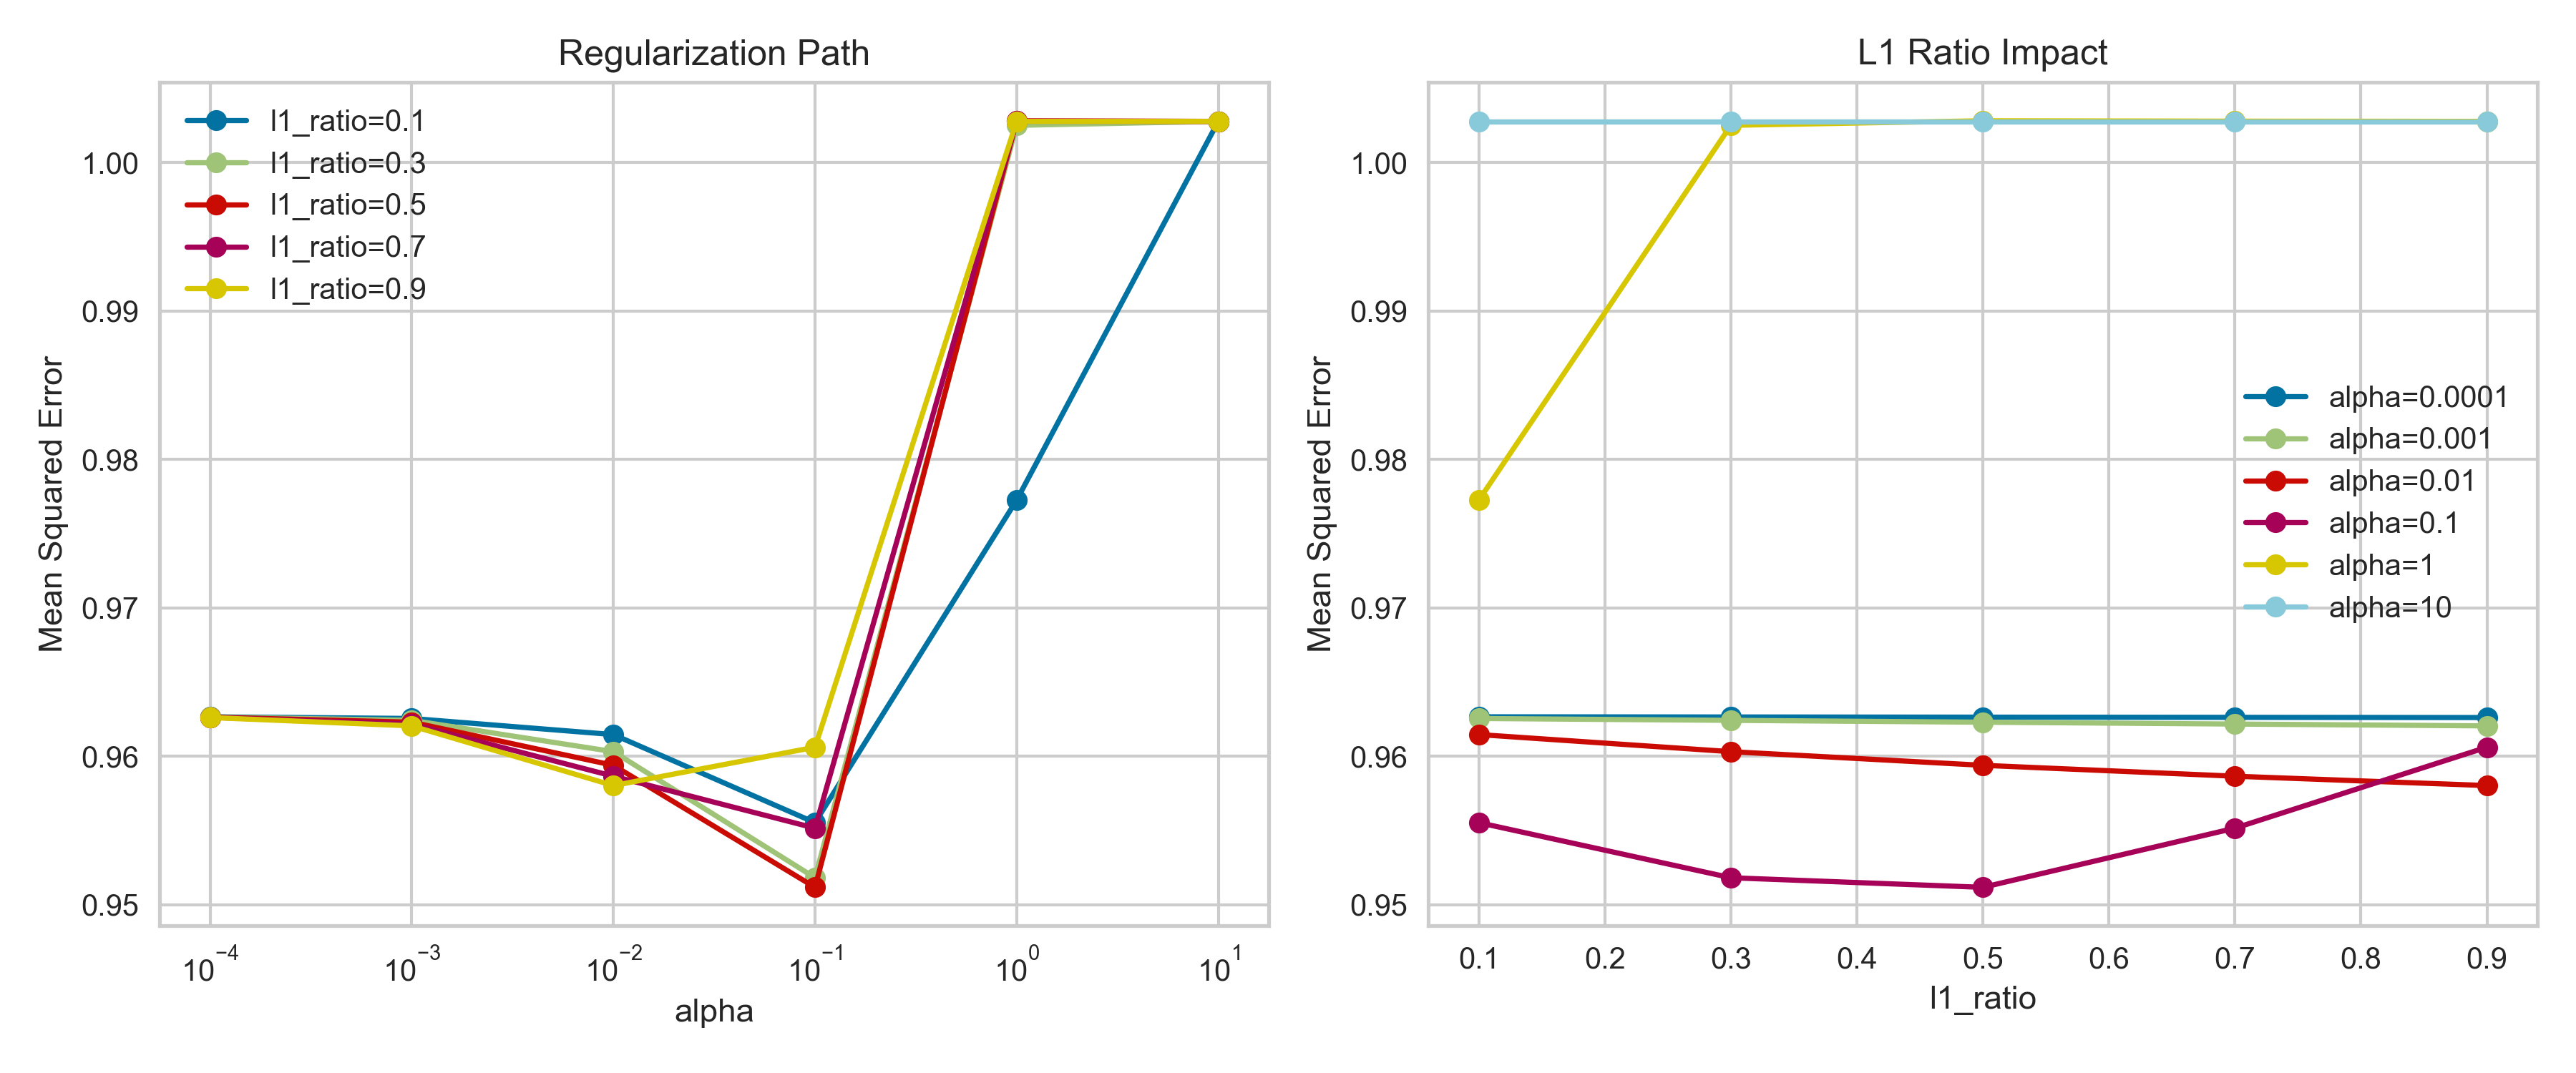 Regularization Path
l1_ratio=0.1
l1_ratio=0.3
l1_ratio=0.5
l1_ratio=0.7
l1_ratio=0.9
1.00
0.99
0.98
0.97
0.96
0.95
Mean Squared Error
10⁻⁴ 10⁻³ 10⁻² 10⁻¹ 10⁰ 10¹
alpha
L1 Ratio Impact
1.00
0.99
0.98
0.97
0.96
0.95
Mean Squared Error
alpha=0.0001
alpha=0.001
alpha=0.01
alpha=0.1
alpha=1
alpha=10
0.1 0.2 0.3 0.4 0.5 0.6 0.7 0.8 0.9
l1_ratio